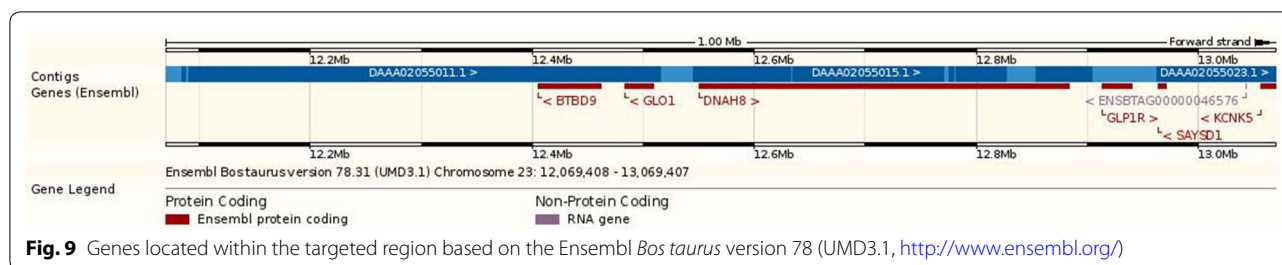 1.00 Mb
Forward strand
12.2Mb 12.4Mb 12.6Mb 12.8Mb 13.0Mb
Contigs
DAAA02055011.1 > DAAA02055015.1 > DAAA02055023.1 >
Genes (Ensembl)
< BTBD9 < GLO1 DNAH8 > < ENSBTAG00000046576
GLP1R > < KCNK5
< SAYSD1
12.2Mb 12.4Mb 12.6Mb 12.8Mb 13.0Mb
Ensembl Bos taurus version 78.31 (UMD3.1) Chromosome 23: 12,069,408 - 13,069,407
Gene Legend
Protein Coding Non-Protein Coding
Ensembl protein coding RNA gene
Fig. 9 Genes located within the targeted region based on the Ensembl Bos taurus version 78 (UMD3.1, http://www.ensembl.org/)